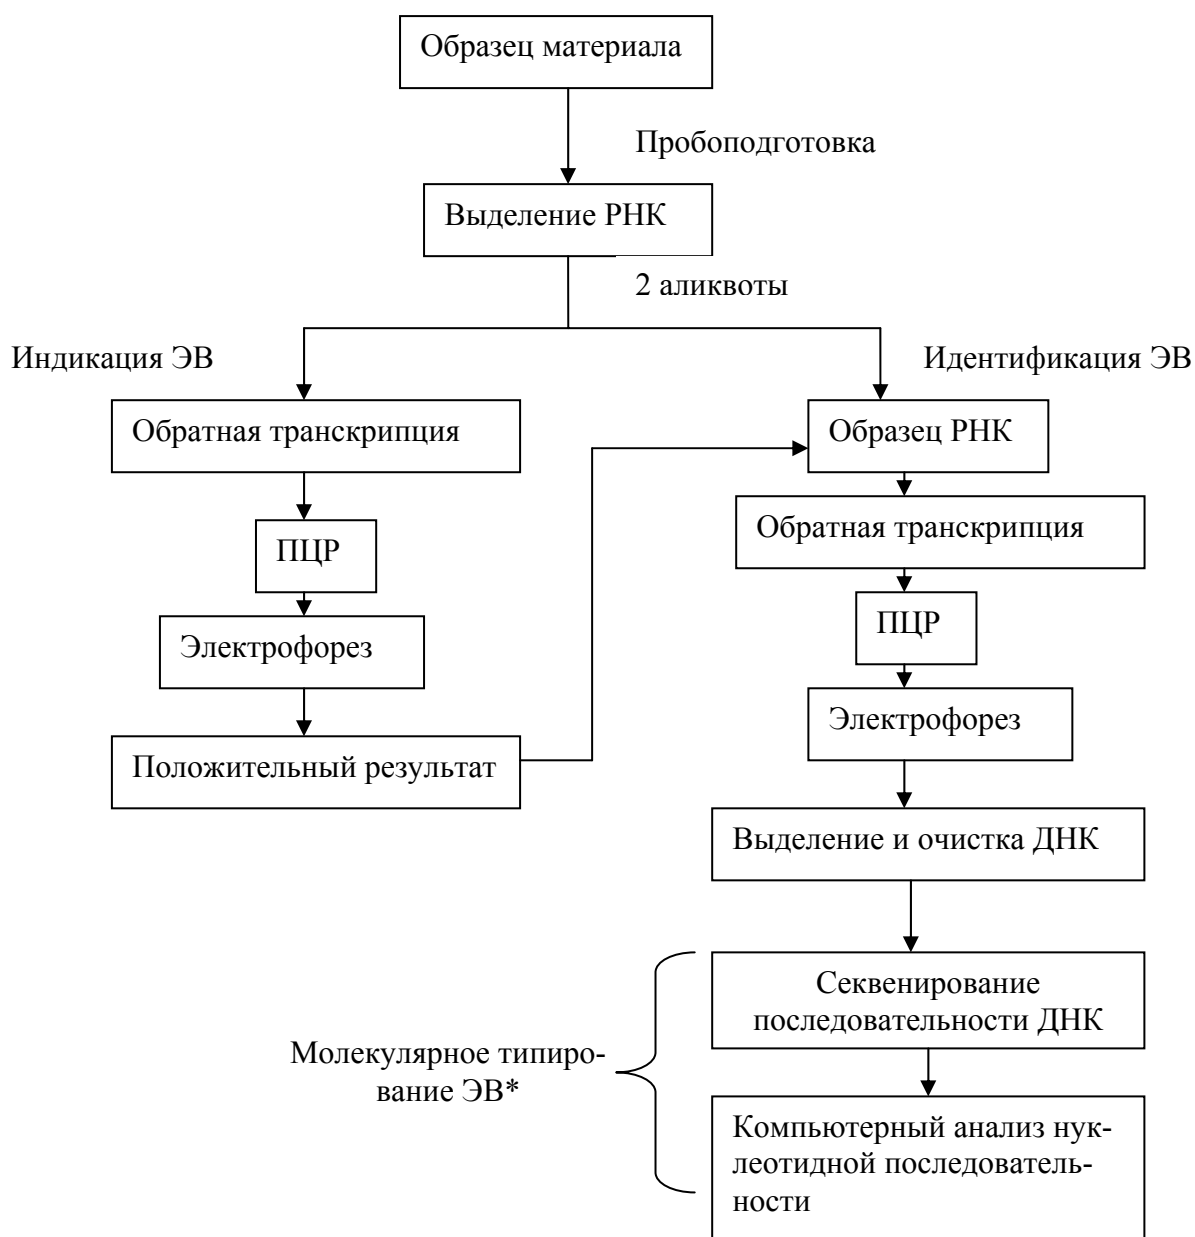 Образец материала
Пробоподготовка
Выделение РНК
2 аликвоты
Индикация ЭВ
Идентификация ЭВ
Обратная транскрипция
Образец РНК
ПЦР
Обратная транскрипция
Электрофорез
ПЦР
Положительный результат
Электрофорез
Выделение и очистка ДНК
Секвенирование
последовательности ДНК
Молекулярное типиро-
вание ЭВ*
Компьютерный анализ нук-
леотидной последователь-
ности